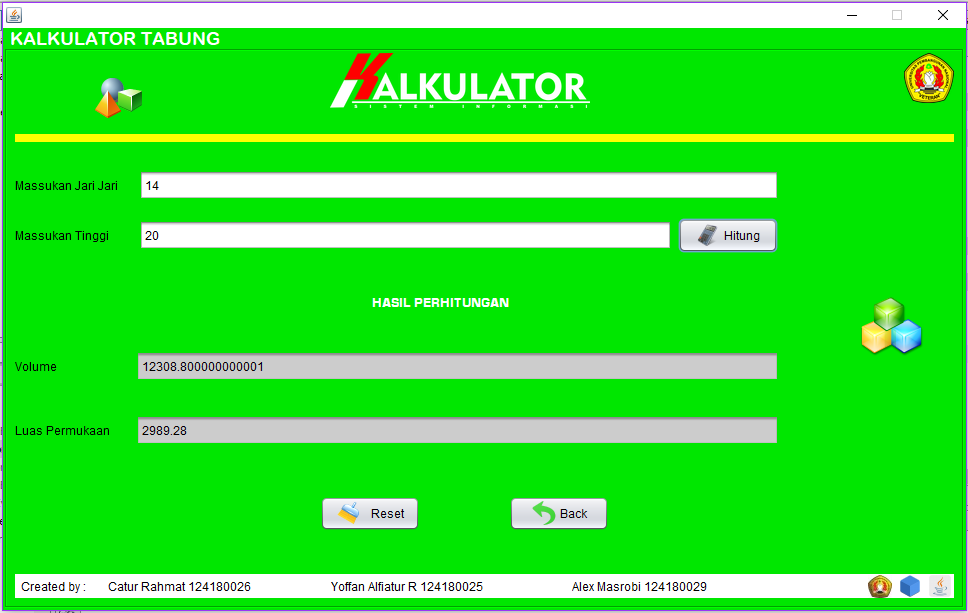 KALKULATOR TABUNG
KALKULATOR
SISTEM INFORMASI
Massukan Jari Jari 14
Massukan Tinggi 20 Hitung
HASIL PERHITUNGAN
Volume 12308.800000000001
Luas Permukaan 2989.28
Reset Back
Created by : Catur Rahmat 124180026 Yoffan Alfiatur R 124180025 Alex Masrobi 124180029